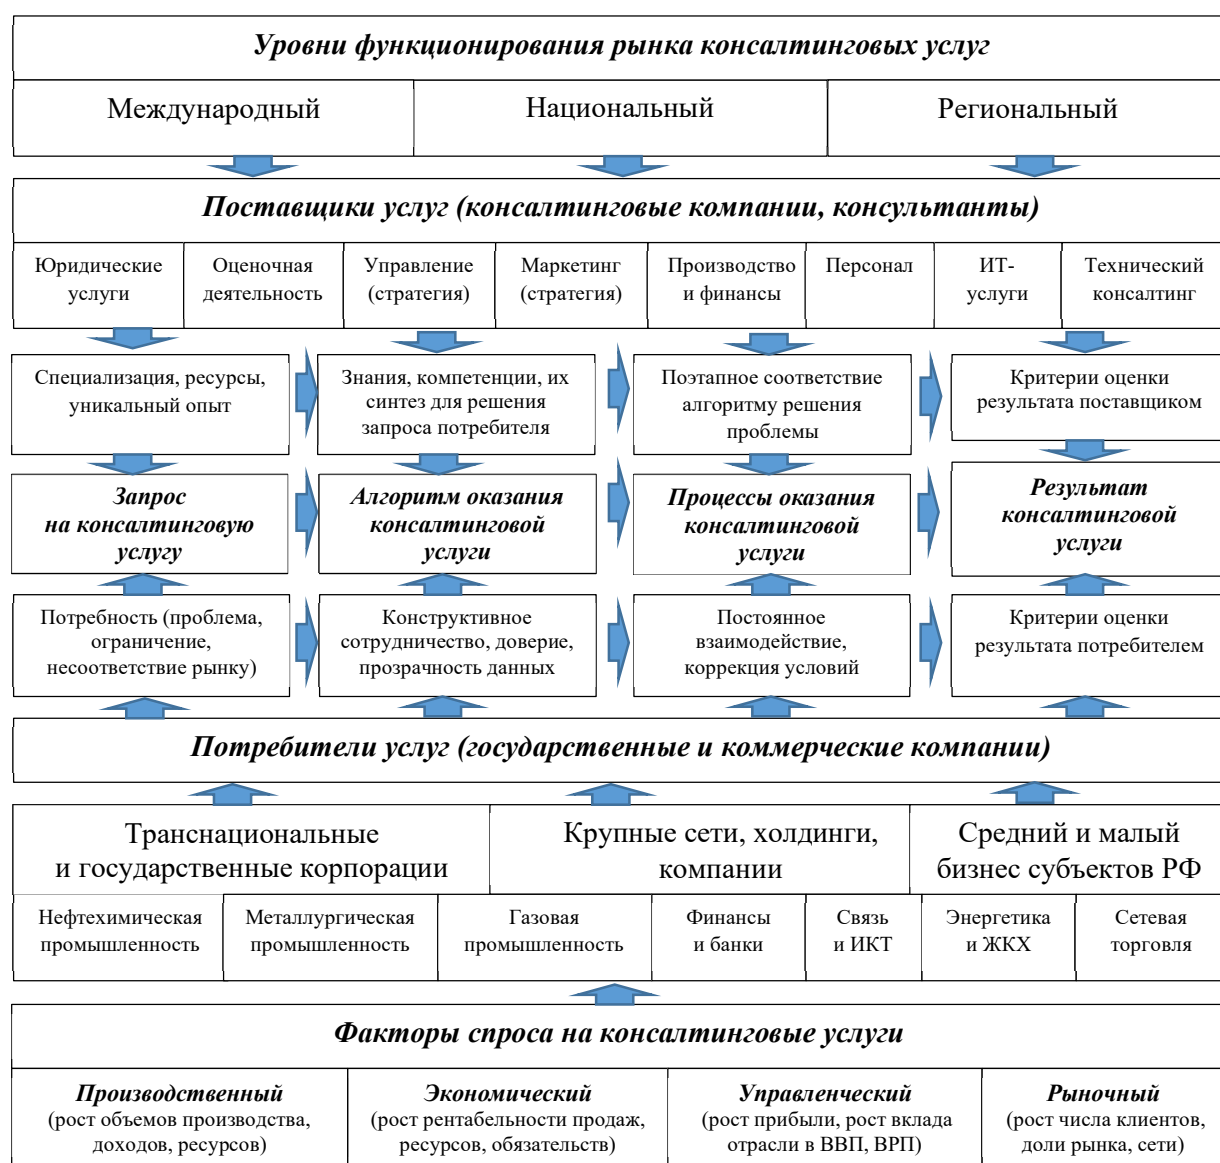 Уровни функционирования рынка консалтинговых услуг
Международный
Национальный
Региональный
Поставщики услуг (консалтинговые компании, консультанты)
Юридические
услуги
Оценочная
деятельность
Управление
(стратегия)
Маркетинг
(стратегия)
Производство
и финансы
Персонал
ИТ-
услуги
Технический
консалтинг
Специализация, ресурсы,
уникальный опыт
Знания, компетенции, их
синтез для решения
запроса потребителя
Поэтапное соответствие
алгоритму решения
проблемы
Критерии оценки
результата поставщиком
Запрос
на консалтинговую
услугу
Алгоритм оказания
консалтинговой
услуги
Процессы оказания
консалтинговой
услуги
Результат
консалтинговой
услуги
Потребность (проблема,
ограничение,
несоответствие рынку)
Конструктивное
сотрудничество, доверие,
прозрачность данных
Постоянное
взаимодействие,
коррекция условий
Критерии оценки
результата потребителем
Потребители услуг (государственные и коммерческие компании)
Транснациональные
и государственные корпорации
Крупные сети, холдинги,
компании
Средний и малый
бизнес субъектов РФ
Нефтехимическая
промышленность
Металлургическая
промышленность
Газовая
промышленность
Финансы
и банки
Связь
и ИКТ
Энергетика
и ЖКХ
Сетевая
торговля
Факторы спроса на консалтинговые услуги
Производственный
(рост объемов производства,
доходов, ресурсов)
Экономический
(рост рентабельности продаж,
ресурсов, обязательств)
Управленческий
(рост прибыли, рост вклада
отрасли в ВВП, ВРП)
Рыночный
(рост числа клиентов,
доли рынка, сети)